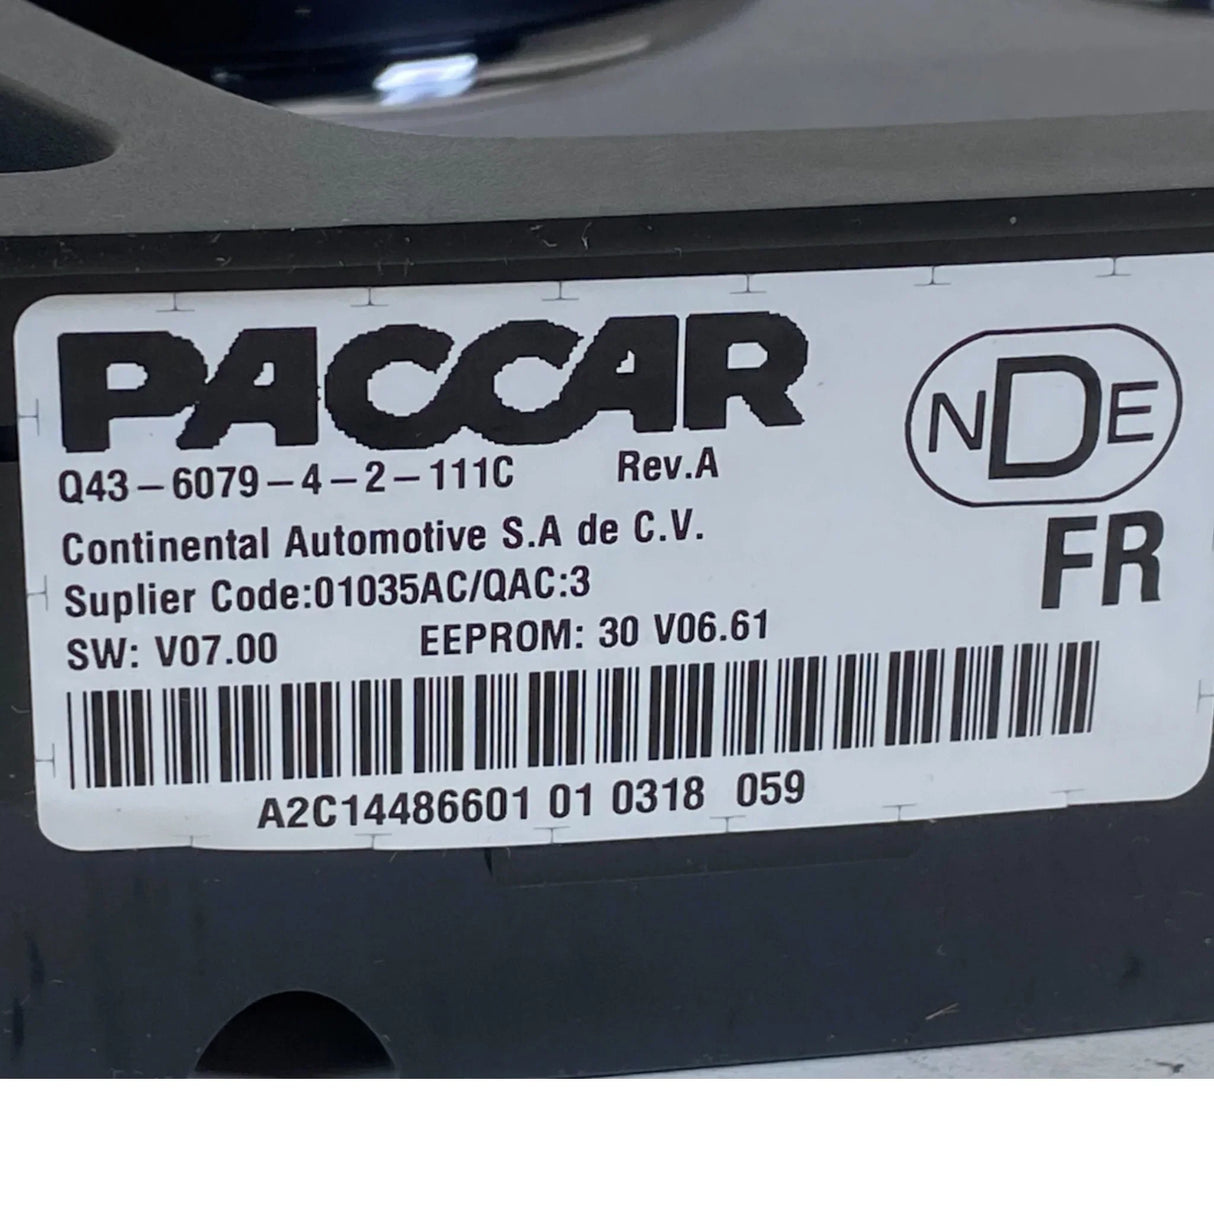 PACCAR
NDE
Q43-6079-4-2-111C Rev.A
FR
Continental Automotive S.A de C.V.
Suplier Code:01035AC/QAC:3
SW: V07.00 EEPROM: 30 V06.61
A2C14486601 01 0318 059